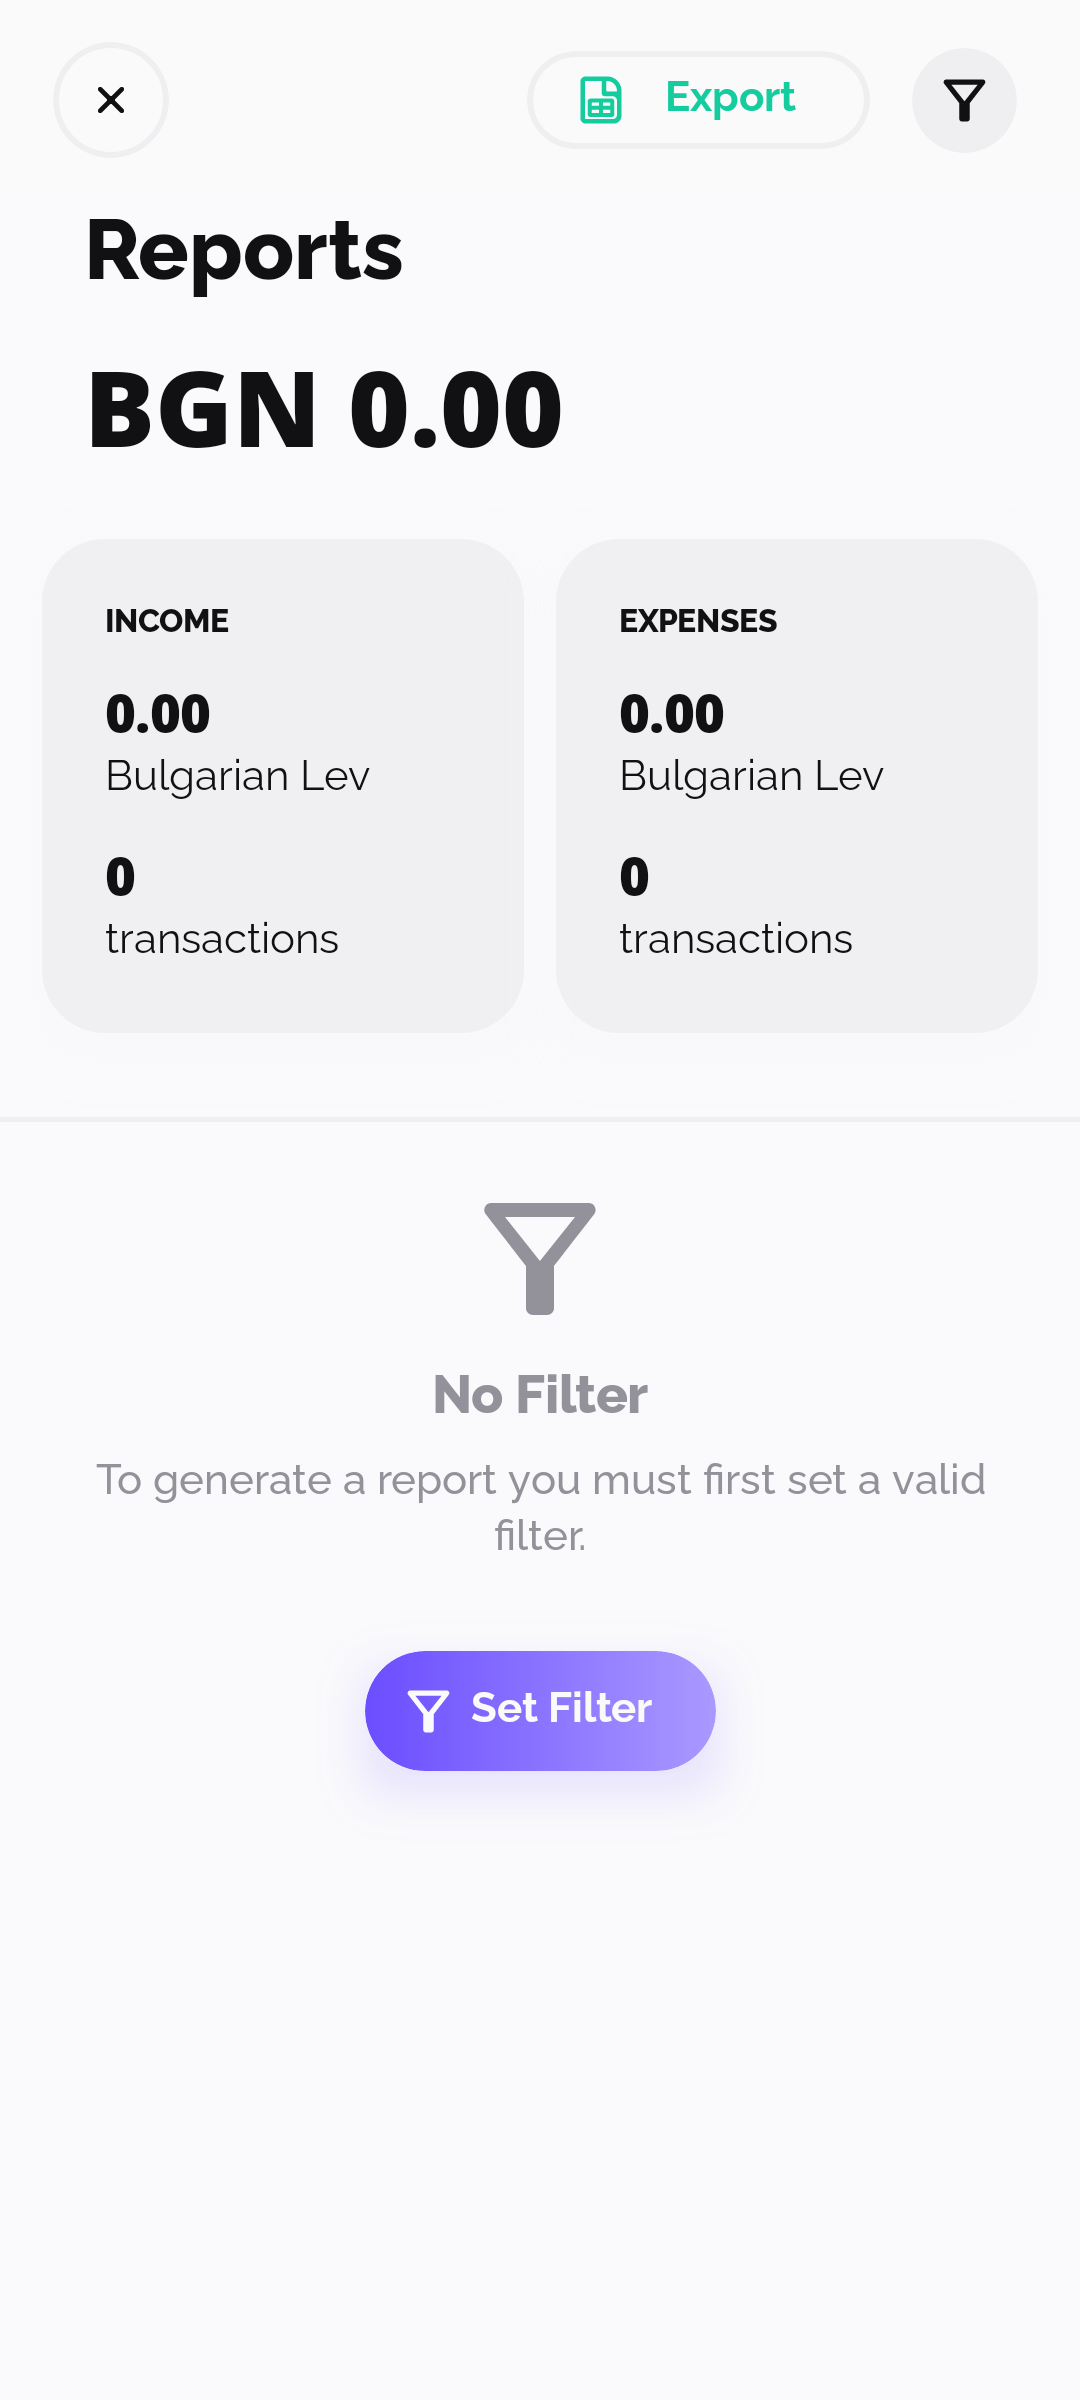 Export
Reports
BGN 0.00
INCOME
0.00
Bulgarian Lev
0
transactions
EXPENSES
0.00
Bulgarian Lev
0
transactions
No Filter
To generate a report you must first set a valid
filter.
Set Filter